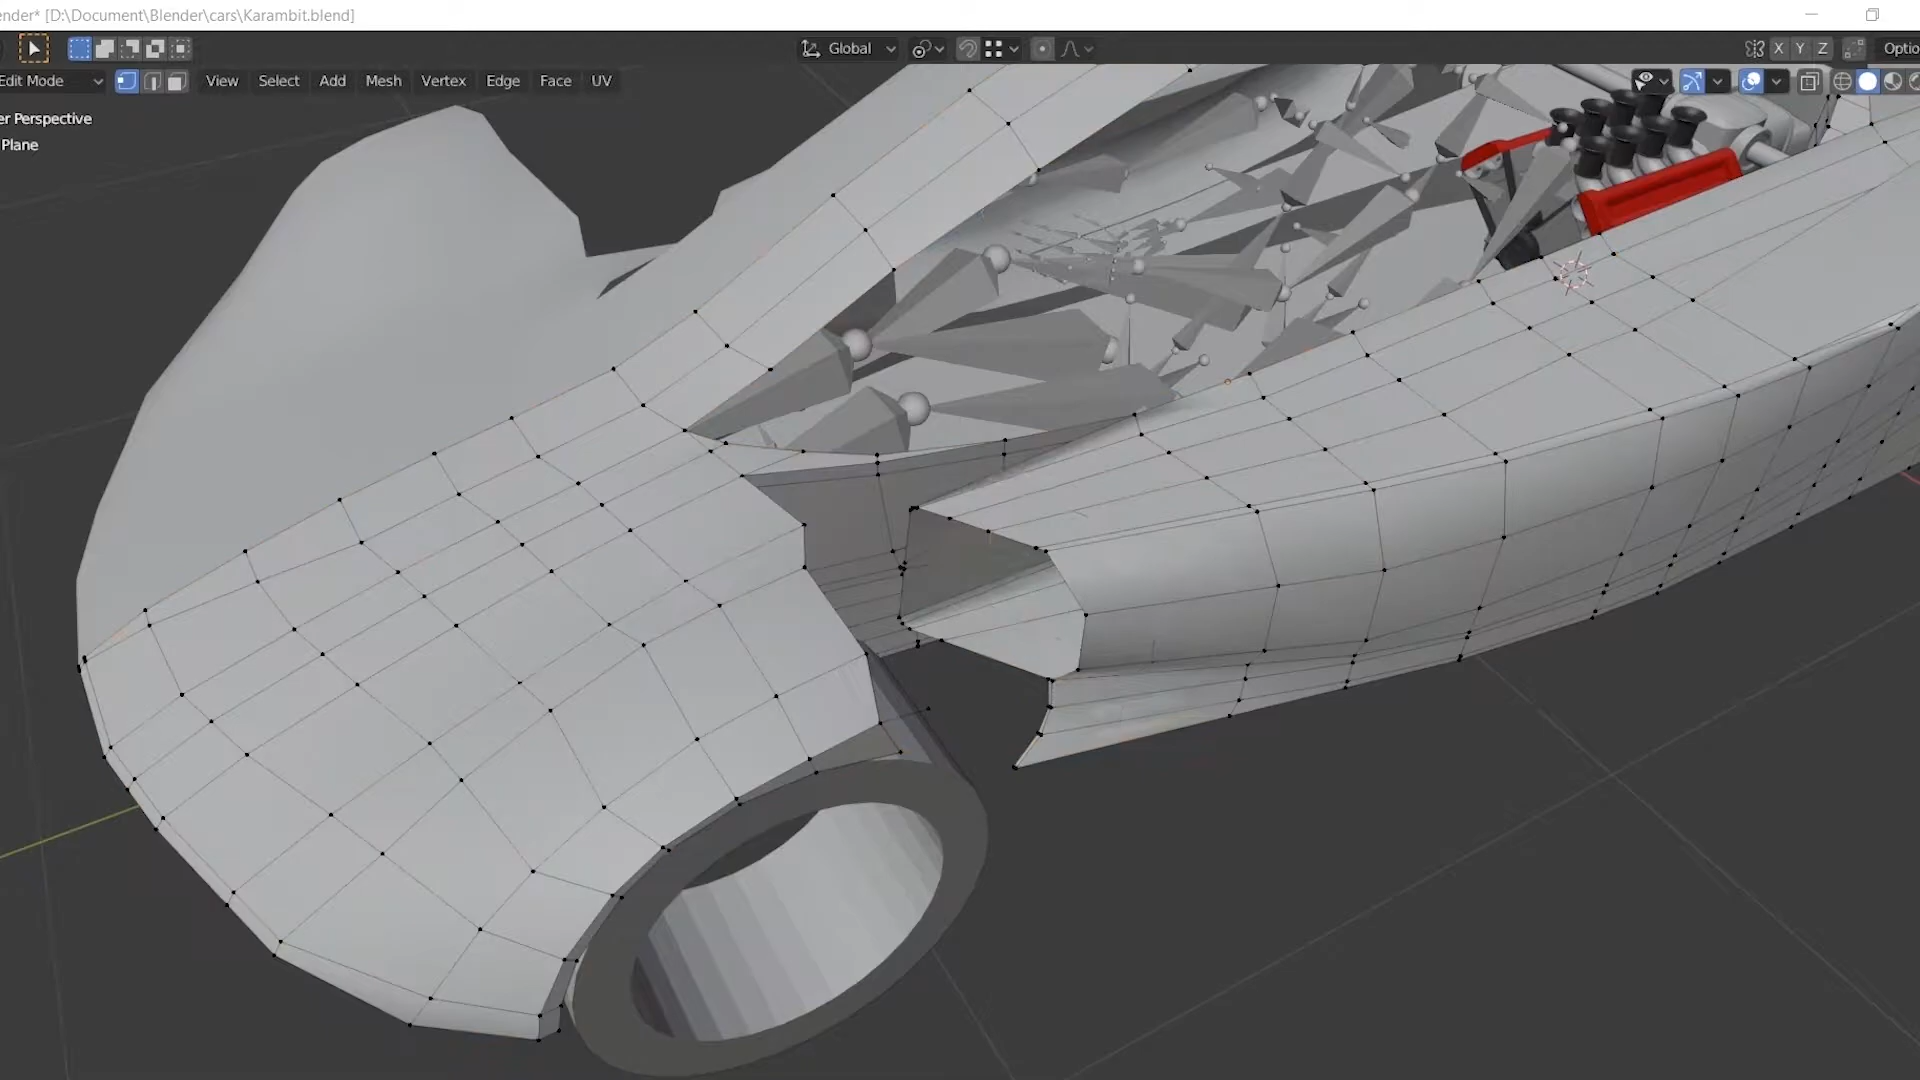 ender* [D:\Document\Blender\cars\Karambit.blend]
Global
X Y Z
Optio
Edit Mode
View Select Add Mesh Vertex Edge Face UV
er Perspective
Plane